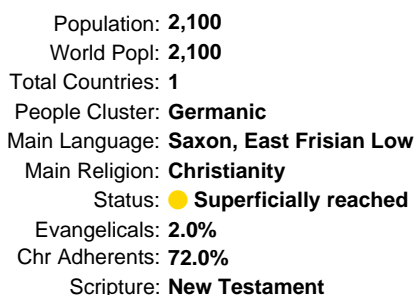 Population: 2,100
World Popl: 2,100
Total Countries: 1
People Cluster: Germanic
Main Language: Saxon, East Frisian Low
Main Religion: Christianity
Status: Superficially reached
Evangelicals: 2.0%
Chr Adherents: 72.0%
Scripture: New Testament